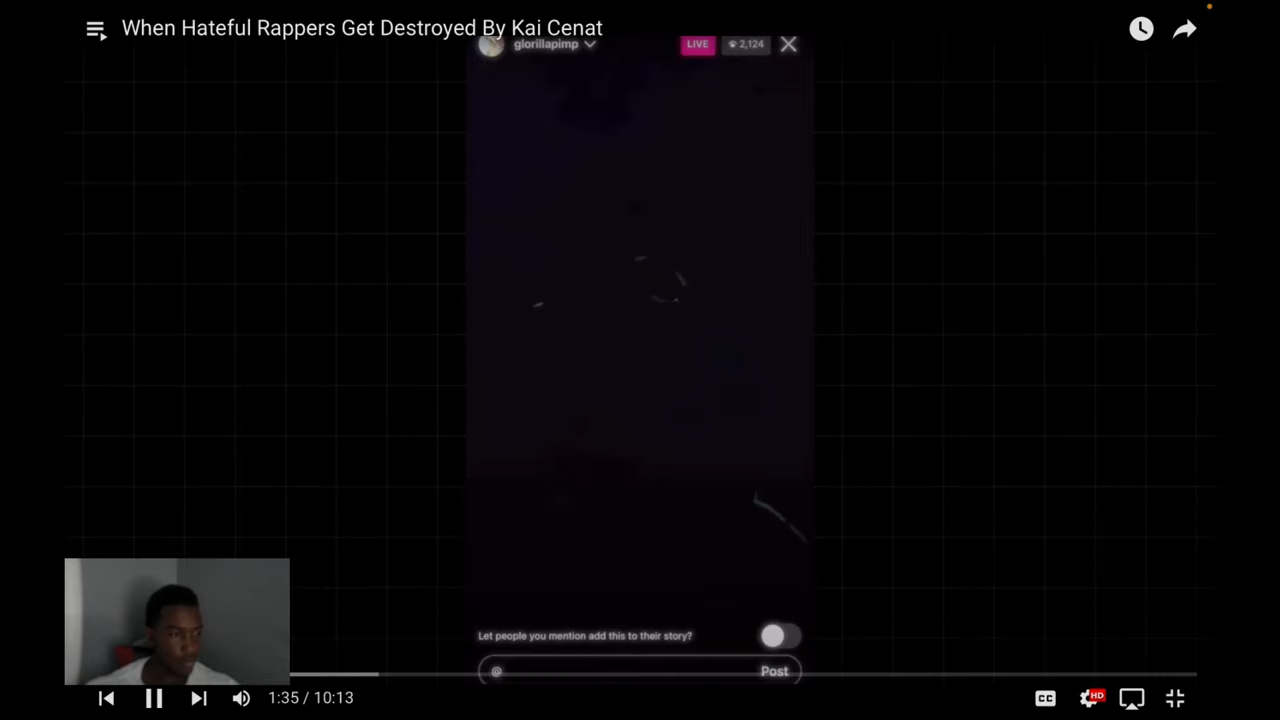 When Hateful Rappers Get Destroyed By Kai Cenat
glorillapimp
LIVE
2,124
Let people you mention add this to their story?
@
Post
1:35 / 10:13
CC
HD